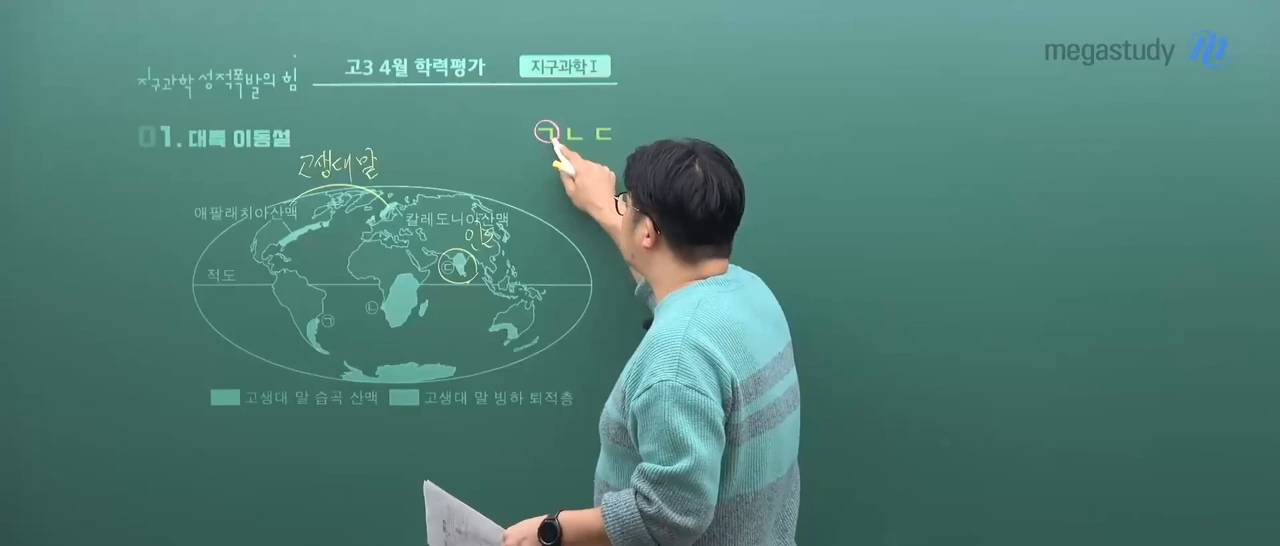 megastudy
지구과학 성적폭발의 힘
고3 4월 학력평가
지구과학 I
01. 대륙 이동설
ㄱ ㄴ ㄷ
고생대 말
애팔래치아산맥
칼레도니아산맥
인도
적도
㉢
㉡
㉠
고생대 말 습곡 산맥
고생대 말 빙하 퇴적층